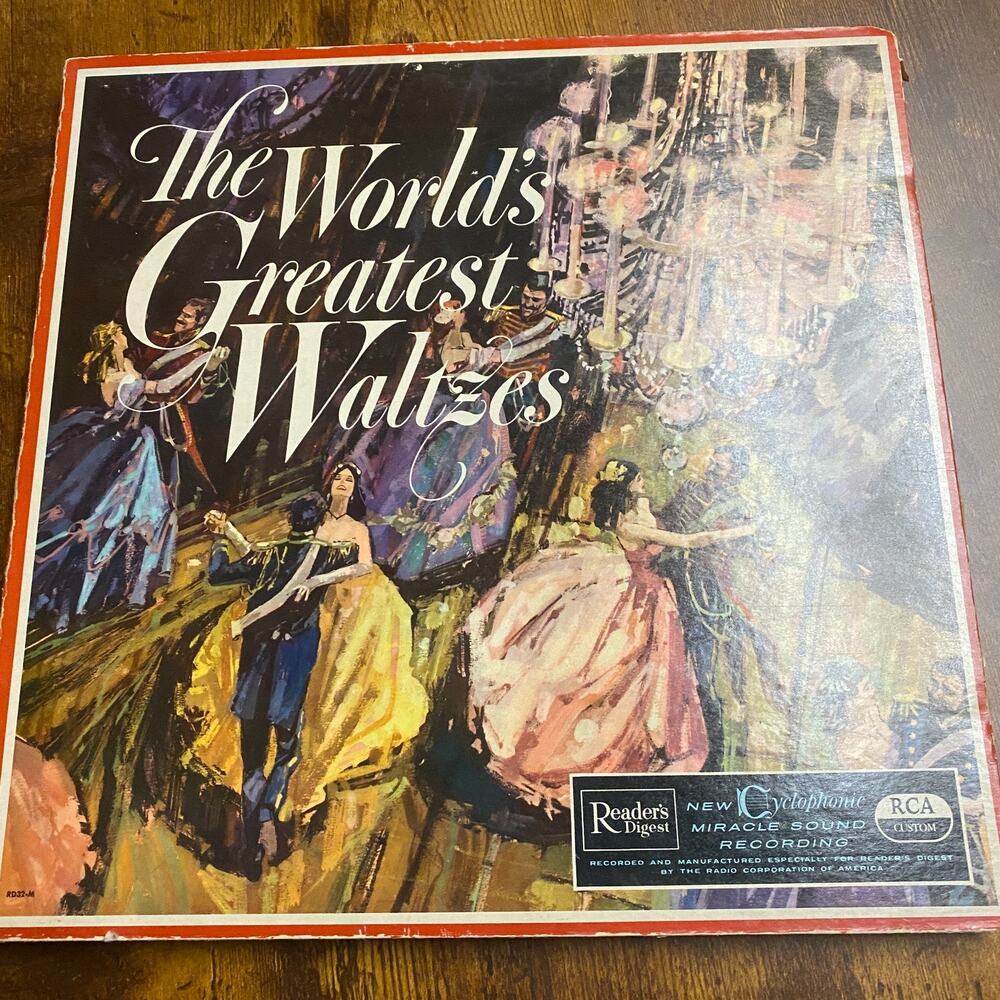 The World's
Greatest
Waltzes
Reader's
Digest
NEW Cyclophonic
MIRACLE SOUND
RECORDING
RCA
CUSTOM
RECORDED AND MANUFACTURED ESPECIALLY FOR READER'S DIGEST
BY THE RADIO CORPORATION OF AMERICA
RD32-M